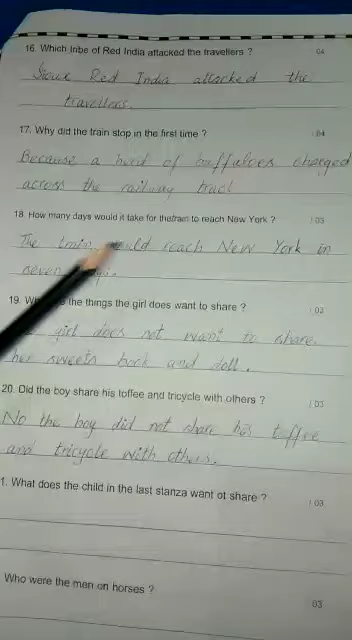 16. Which tribe of Red India attacked the travellers ? 04
Sioux Red India attacked the
travellers.
17. Why did the train stop in the first time ? 04
Because a herd of buffaloes charged
across the railway track
18. How many days would it take for thetrain to reach New York ? 03
The train would reach New York in
seven
19. the things the girl does want to share ? 03
girl does not want to share
her sweets book and doll.
20. Did the boy share his toffee and tricycle with others ? 03
No the boy did not share his toffee
and tricycle with others.
1. What does the child in the last stanza want ot share ? 03
Who were the men on horses ?
03